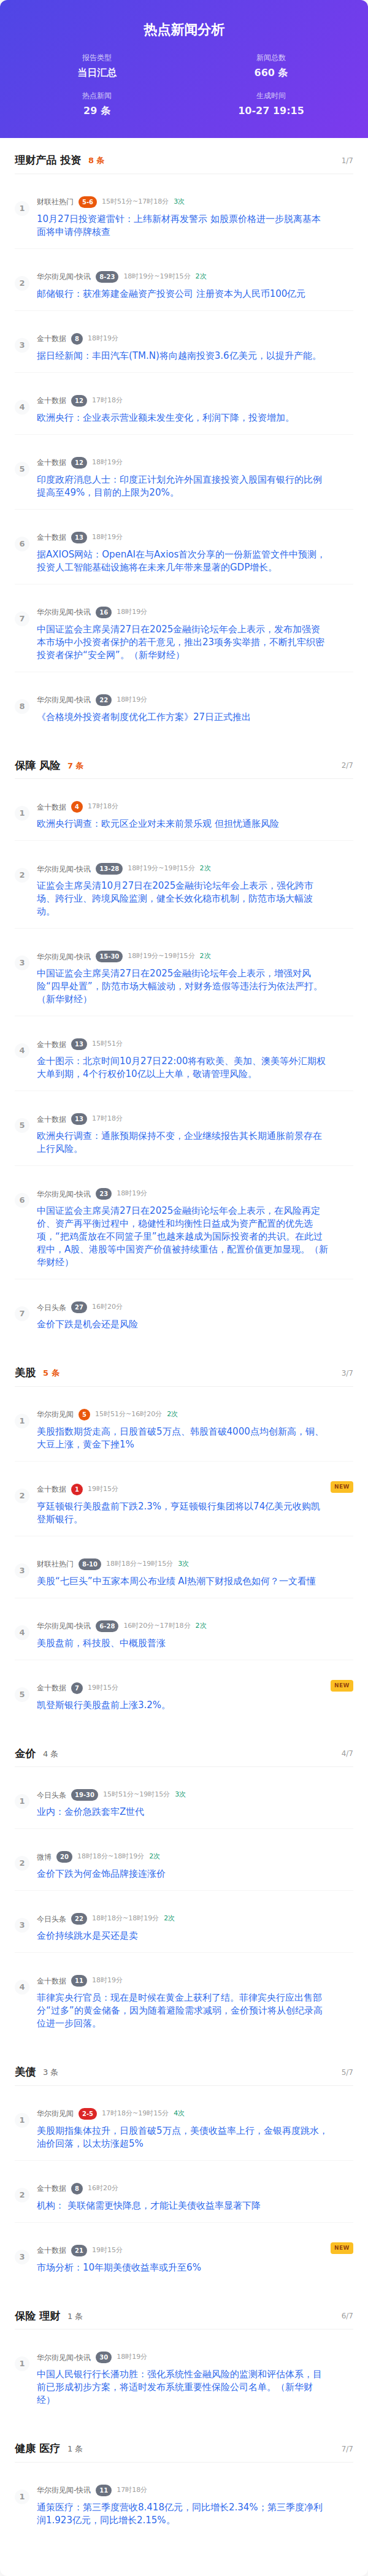 热点新闻分析
报告类型
当日汇总
新闻总数
660 条
热点新闻
29 条
生成时间
10-27 19:15
理财产品 投资 8 条 1/7
1 财联社热门 5-6 15时51分~17时18分 3次
10月27日投资避雷针：上纬新材再发警示 如股票价格进一步脱离基本
面将申请停牌核查
2 华尔街见闻-快讯 8-23 18时19分~19时15分 2次
邮储银行：获准筹建金融资产投资公司 注册资本为人民币100亿元
3 金十数据 8 18时19分
据日经新闻：丰田汽车(TM.N)将向越南投资3.6亿美元，以提升产能。
4 金十数据 12 17时18分
欧洲央行：企业表示营业额未发生变化，利润下降，投资增加。
5 金十数据 12 18时19分
印度政府消息人士：印度正计划允许外国直接投资入股国有银行的比例
提高至49%，目前的上限为20%。
6 金十数据 13 18时19分
据AXIOS网站：OpenAI在与Axios首次分享的一份新监管文件中预测，
投资人工智能基础设施将在未来几年带来显著的GDP增长。
7 华尔街见闻-快讯 16 18时19分
中国证监会主席吴清27日在2025金融街论坛年会上表示，发布加强资
本市场中小投资者保护的若干意见，推出23项务实举措，不断扎牢织密
投资者保护“安全网”。（新华财经）
8 华尔街见闻-快讯 22 18时19分
《合格境外投资者制度优化工作方案》27日正式推出
保障 风险 7 条 2/7
1 金十数据 4 17时18分
欧洲央行调查：欧元区企业对未来前景乐观 但担忧通胀风险
2 华尔街见闻-快讯 13-28 18时19分~19时15分 2次
证监会主席吴清10月27日在2025金融街论坛年会上表示，强化跨市
场、跨行业、跨境风险监测，健全长效化稳市机制，防范市场大幅波
动。
3 华尔街见闻-快讯 15-30 18时19分~19时15分 2次
中国证监会主席吴清27日在2025金融街论坛年会上表示，增强对风
险“四早处置”，防范市场大幅波动，对财务造假等违法行为依法严打。
（新华财经）
4 金十数据 13 15时51分
金十图示：北京时间10月27日22:00将有欧美、美加、澳美等外汇期权
大单到期，4个行权价10亿以上大单，敬请管理风险。
5 金十数据 13 17时18分
欧洲央行调查：通胀预期保持不变，企业继续报告其长期通胀前景存在
上行风险。
6 华尔街见闻-快讯 23 18时19分
中国证监会主席吴清27日在2025金融街论坛年会上表示，在风险再定
价、资产再平衡过程中，稳健性和均衡性日益成为资产配置的优先选
项，“把鸡蛋放在不同篮子里”也越来越成为国际投资者的共识。在此过
程中，A股、港股等中国资产价值被持续重估，配置价值更加显现。（新
华财经）
7 今日头条 27 16时20分
金价下跌是机会还是风险
美股 5 条 3/7
1 华尔街见闻 5 15时51分~16时20分 2次
美股指数期货走高，日股首破5万点、韩股首破4000点均创新高，铜、
大豆上涨，黄金下挫1%
2 金十数据 1 19时15分 NEW
亨廷顿银行美股盘前下跌2.3%，亨廷顿银行集团将以74亿美元收购凯
登斯银行。
3 财联社热门 8-10 18时18分~19时15分 3次
美股“七巨头”中五家本周公布业绩 AI热潮下财报成色如何？一文看懂
4 华尔街见闻-快讯 6-28 16时20分~17时18分 2次
美股盘前，科技股、中概股普涨
5 金十数据 7 19时15分 NEW
凯登斯银行美股盘前上涨3.2%。
金价 4 条 4/7
1 今日头条 19-30 15时51分~19时15分 3次
业内：金价急跌套牢Z世代
2 微博 20 18时18分~18时19分 2次
金价下跌为何金饰品牌接连涨价
3 今日头条 22 18时18分~18时19分 2次
金价持续跳水是买还是卖
4 金十数据 11 18时19分
菲律宾央行官员：现在是时候在黄金上获利了结。菲律宾央行应出售部
分“过多”的黄金储备，因为随着避险需求减弱，金价预计将从创纪录高
位进一步回落。
美债 3 条 5/7
1 华尔街见闻 2-5 17时18分~19时15分 4次
美股期指集体拉升，日股首破5万点，美债收益率上行，金银再度跳水，
油价回落，以太坊涨超5%
2 金十数据 8 16时20分
机构： 美联储需更快降息，才能让美债收益率显著下降
3 金十数据 21 19时15分 NEW
市场分析：10年期美债收益率或升至6%
保险 理财 1 条 6/7
1 华尔街见闻-快讯 30 18时19分
中国人民银行行长潘功胜：强化系统性金融风险的监测和评估体系，目
前已形成初步方案，将适时发布系统重要性保险公司名单。（新华财
经）
健康 医疗 1 条 7/7
1 华尔街见闻-快讯 11 17时18分
通策医疗：第三季度营收8.418亿元，同比增长2.34%；第三季度净利
润1.923亿元，同比增长2.15%。